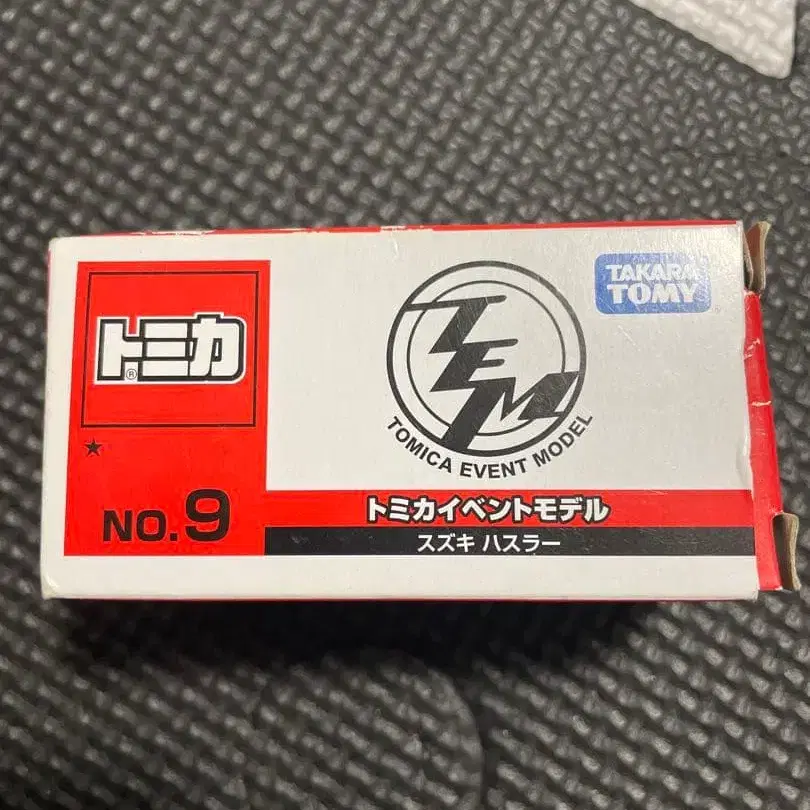 トミカ
®
★
NO.9
TEM
TOMICA EVENT MODEL
TAKARA
TOMY
トミカイベントモデル
スズキ ハスラー